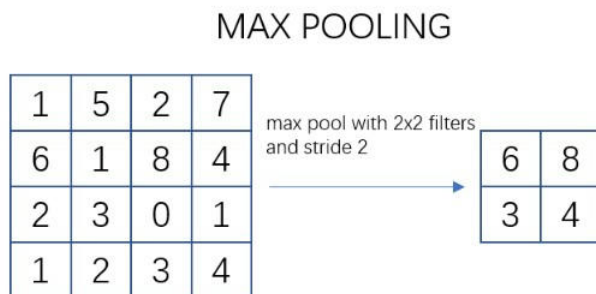 MAX POOLING
1 5 2 7
6 1 8 4
2 3 0 1
1 2 3 4
max pool with 2x2 filters
and stride 2
6 8
3 4